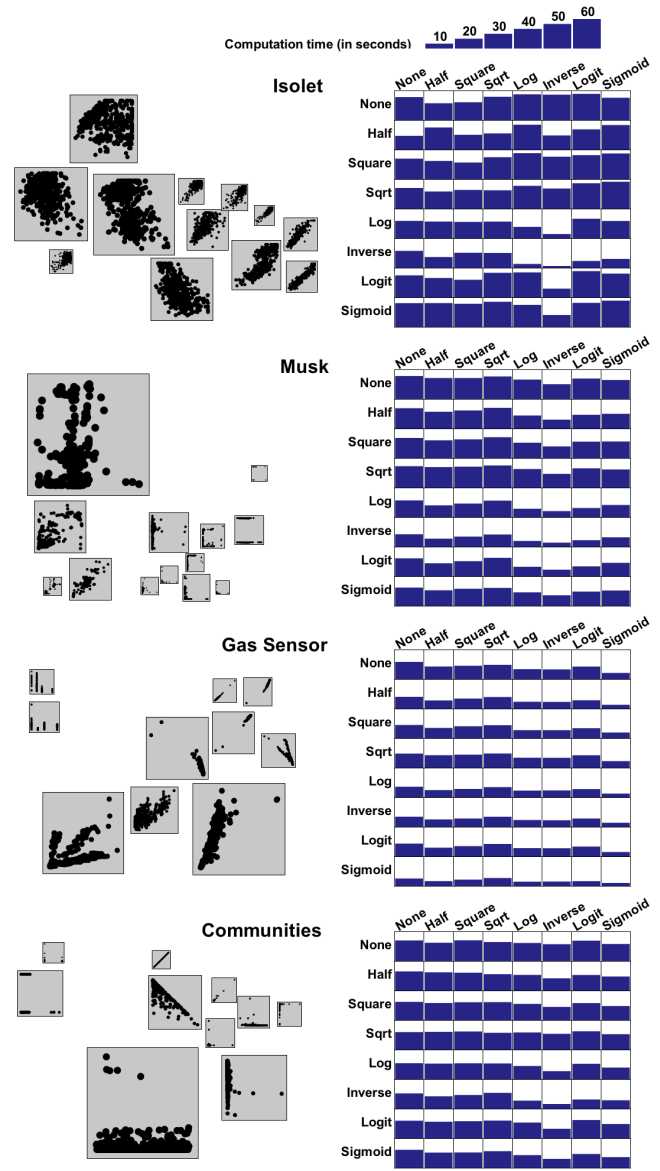 10 20 30 40 50 60
Computation time (in seconds)
Isolet
None Half Square Sqrt Log Inverse Logit Sigmoid
None
Half
Square
Sqrt
Log
Inverse
Logit
Sigmoid
Musk
None Half Square Sqrt Log Inverse Logit Sigmoid
None
Half
Square
Sqrt
Log
Inverse
Logit
Sigmoid
Gas Sensor
None Half Square Sqrt Log Inverse Logit Sigmoid
None
Half
Square
Sqrt
Log
Inverse
Logit
Sigmoid
Communities
None Half Square Sqrt Log Inverse Logit Sigmoid
None
Half
Square
Sqrt
Log
Inverse
Logit
Sigmoid